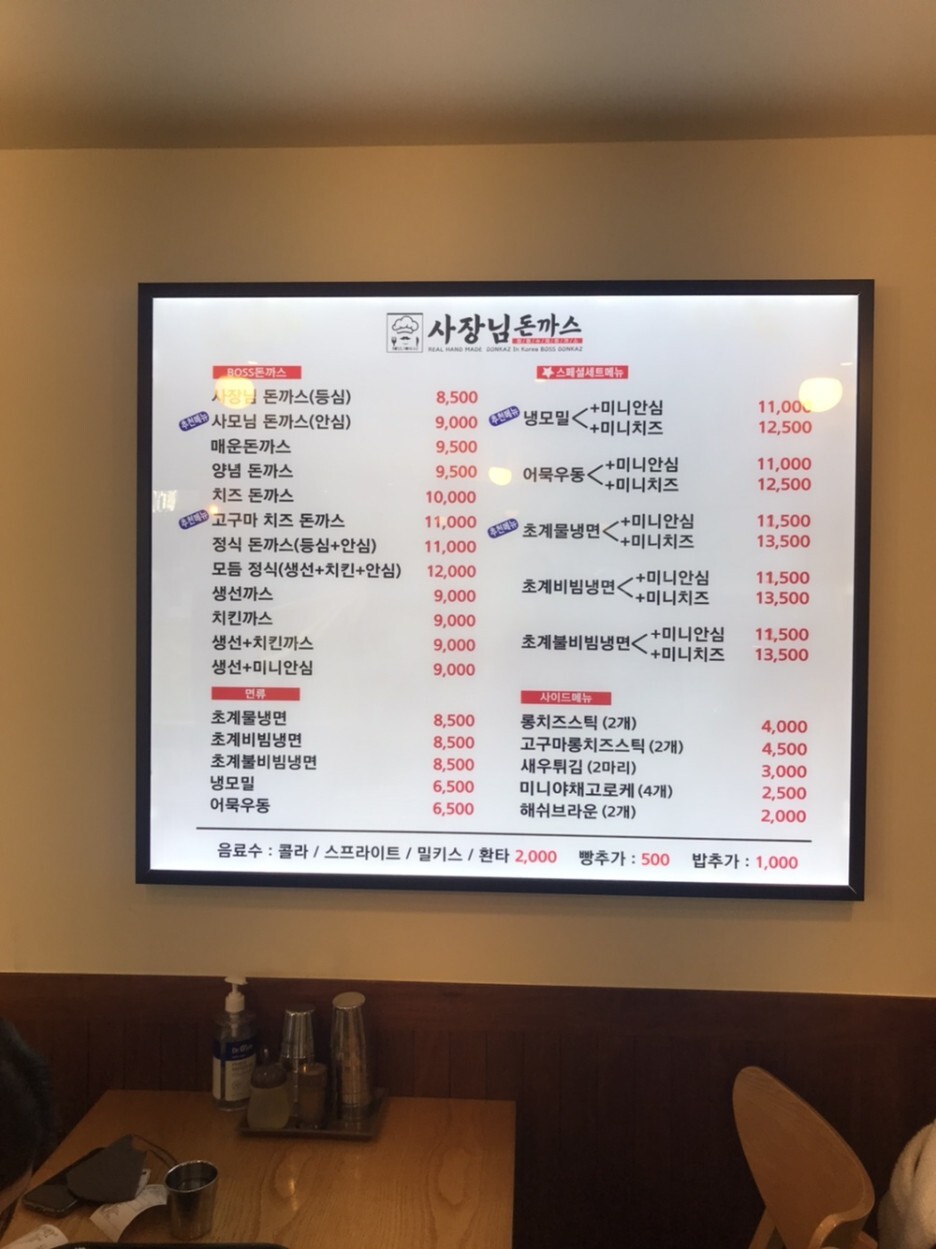 사장님돈까스
REAL HAND MADE DONKAZ In Korea BOSS DONKAZ
BOSS돈까스
사장님 돈까스(등심) 8,500
추천메뉴 사모님 돈까스(안심) 9,000
매운돈까스 9,500
양념 돈까스 9,500
치즈 돈까스 10,000
추천메뉴 고구마 치즈 돈까스 11,000
정식 돈까스(등심+안심) 11,000
모듬 정식(생선+치킨+안심) 12,000
생선까스 9,000
치킨까스 9,000
생선+치킨까스 9,000
생선+미니안심 9,000
면류
초계물냉면 8,500
초계비빔냉면 8,500
초계불비빔냉면 8,500
냉모밀 6,500
어묵우동 6,500
스페셜세트메뉴
추천메뉴 냉모밀 +미니안심 11,000
+미니치즈 12,500
어묵우동 +미니안심 11,000
+미니치즈 12,500
추천메뉴 초계물냉면 +미니안심 11,500
+미니치즈 13,500
초계비빔냉면 +미니안심 11,500
+미니치즈 13,500
초계불비빔냉면 +미니안심 11,500
+미니치즈 13,500
사이드메뉴
롱치즈스틱 (2개) 4,000
고구마롱치즈스틱 (2개) 4,500
새우튀김 (2마리) 3,000
미니야채고로케 (4개) 2,500
해쉬브라운 (2개) 2,000
음료수 : 콜라 / 스프라이트 / 밀키스 / 환타 2,000 빵추가 : 500 밥추가 : 1,000